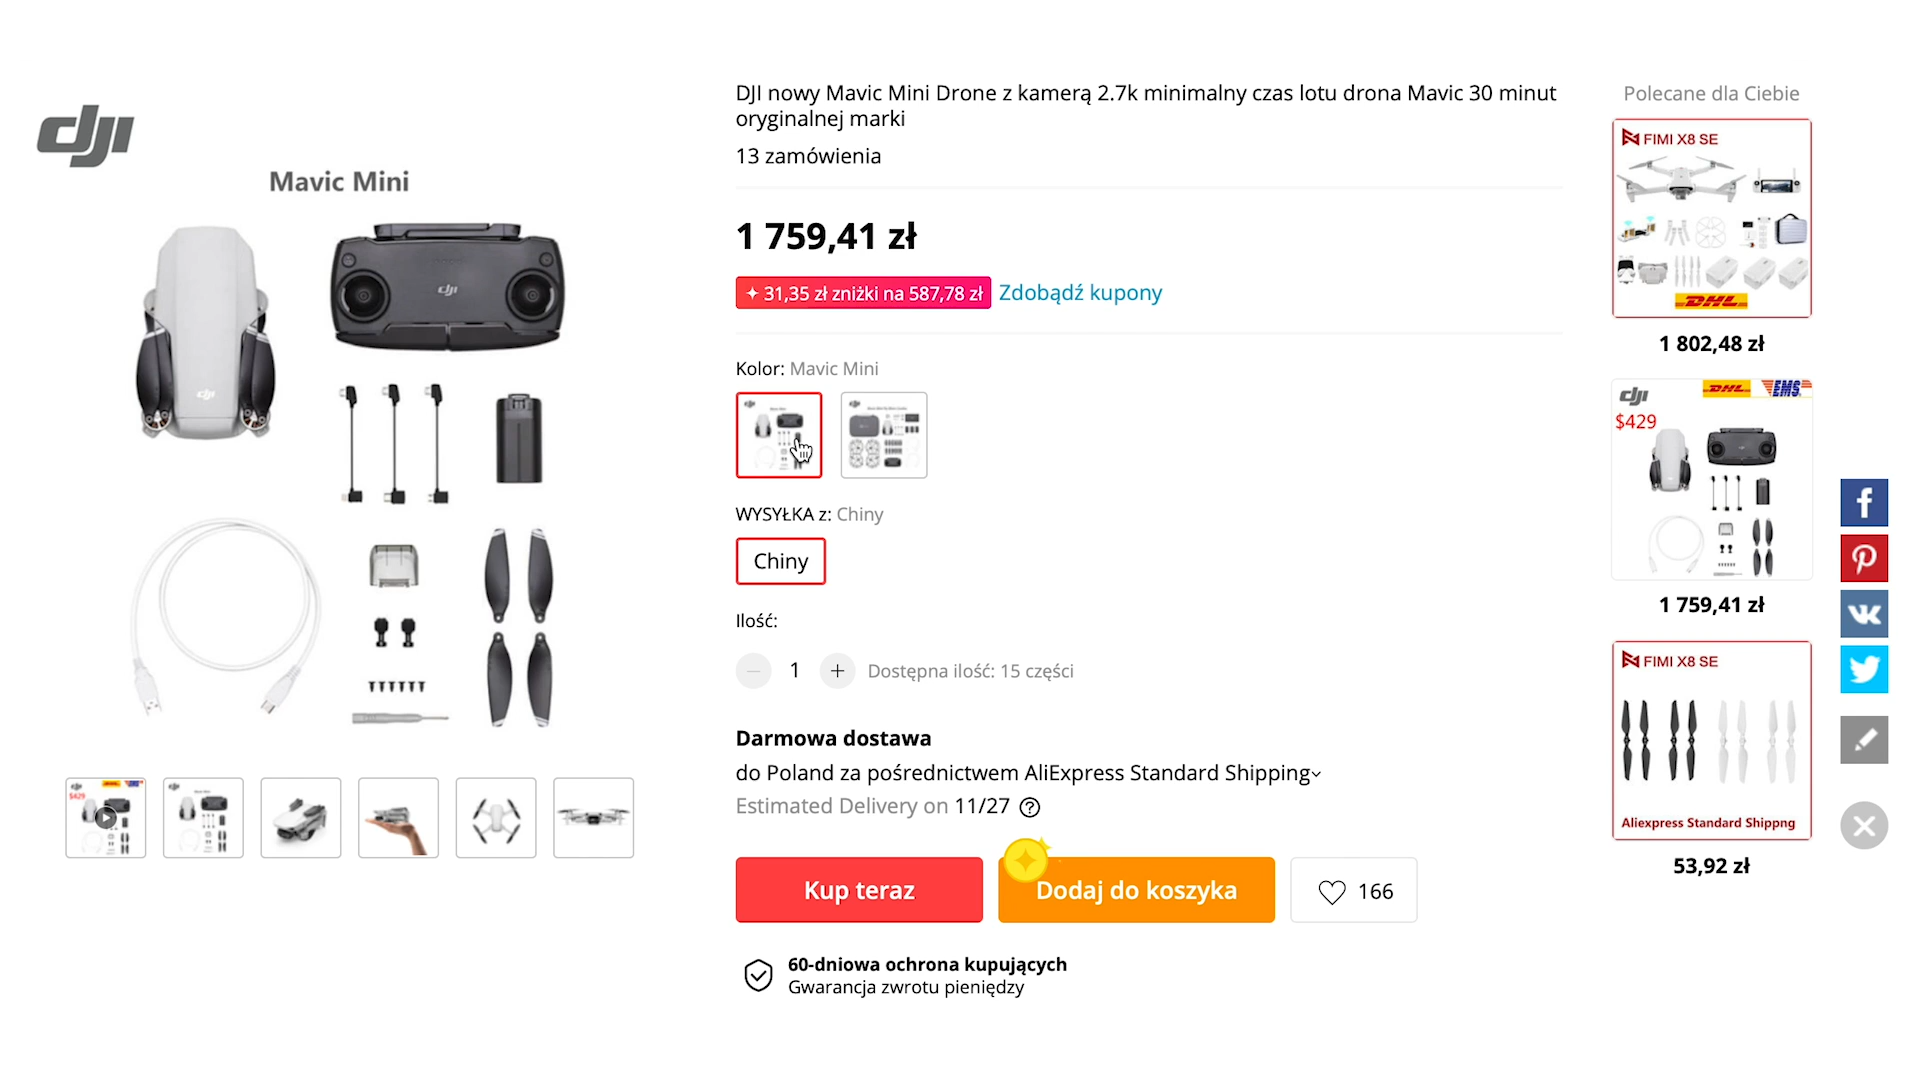 dji
Mavic Mini
dji
dji
$429
DJI nowy Mavic Mini Drone z kamerą 2.7k minimalny czas lotu drona Mavic 30 minut
oryginalnej marki
13 zamówienia
1 759,41 zł
31,35 zł zniżki na 587,78 zł Zdobądź kupony
Kolor: Mavic Mini
WYSYŁKA z: Chiny
Chiny
Ilość:
1 + Dostępna ilość: 15 części
Darmowa dostawa
do Poland za pośrednictwem AliExpress Standard Shipping
Estimated Delivery on 11/27 ?
Kup teraz
Dodaj do koszyka
166
60-dniowa ochrona kupujących
Gwarancja zwrotu pieniędzy
Polecane dla Ciebie
FIMI X8 SE
DHL
1 802,48 zł
dji DHL EMS
$429
1 759,41 zł
FIMI X8 SE
Aliexpress Standard Shippng
53,92 zł